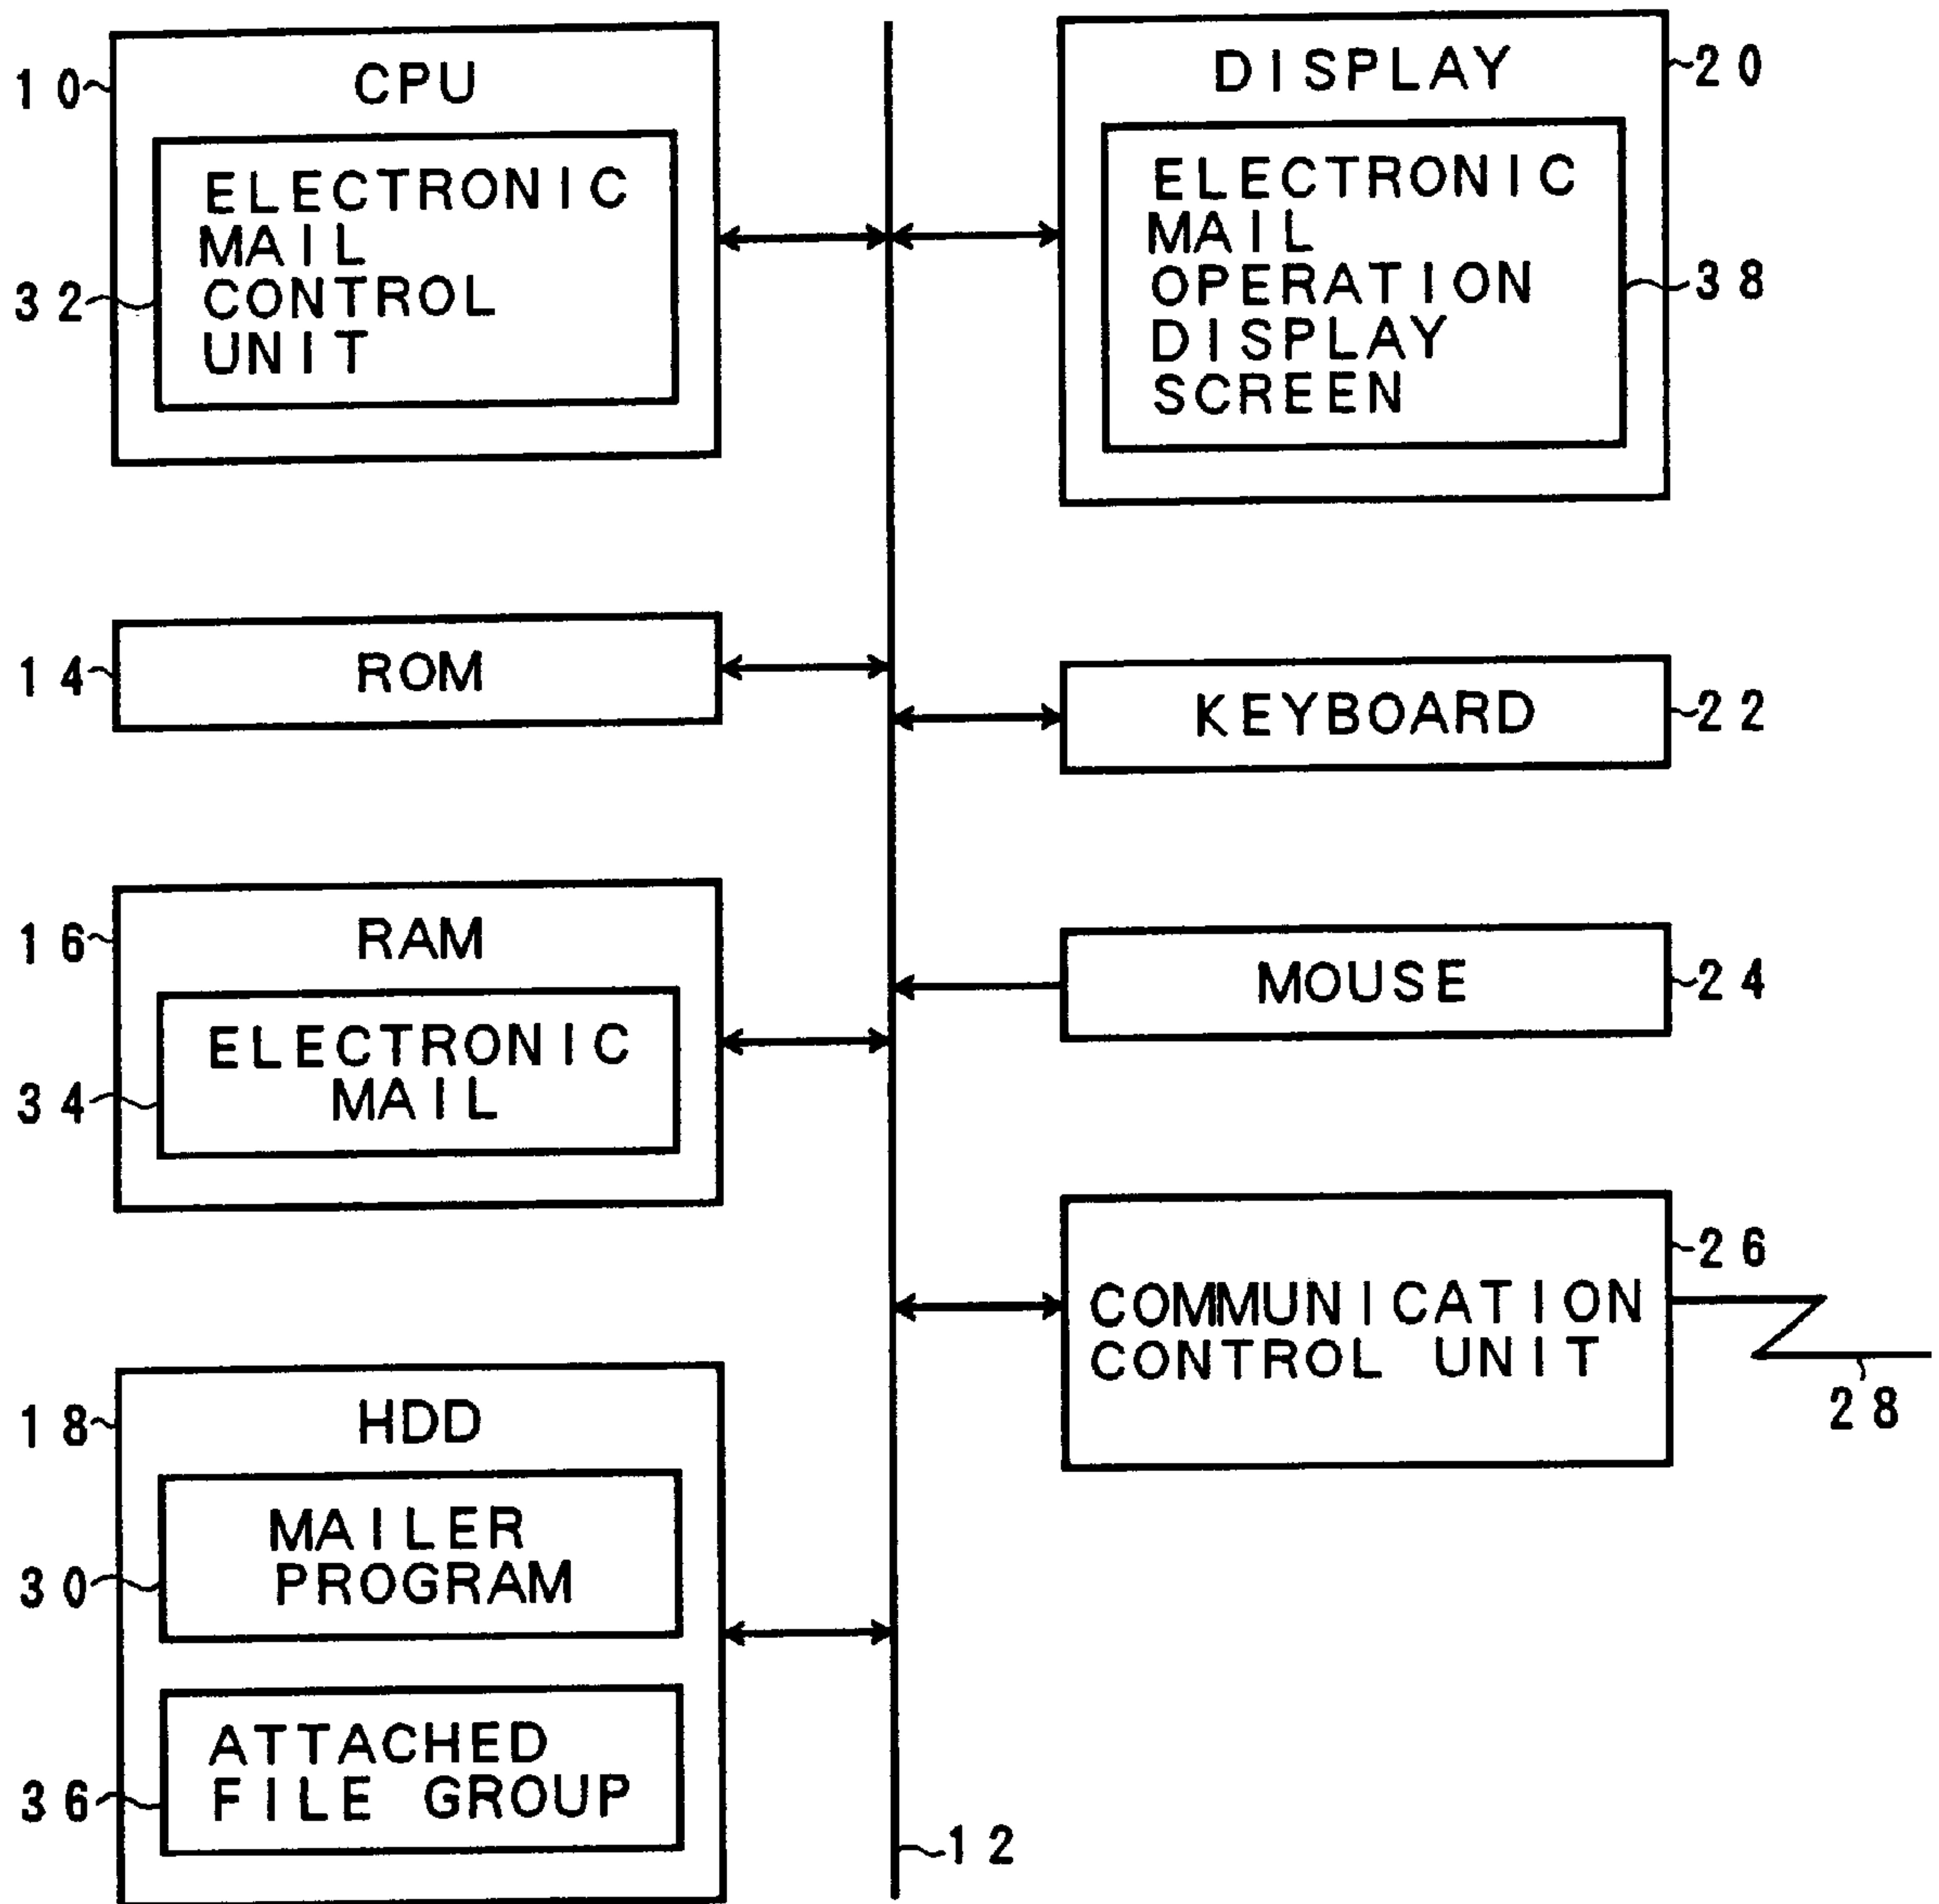 10
CPU
32
ELECTRONIC
MAIL
CONTROL
UNIT
14
ROM
16
RAM
34
ELECTRONIC
MAIL
18
HDD
30
MAILER
PROGRAM
36
ATTACHED
FILE GROUP
12
DISPLAY
20
ELECTRONIC
MAIL
OPERATION
DISPLAY
SCREEN
38
KEYBOARD
22
MOUSE
24
26
COMMUNICATION
CONTROL UNIT
28